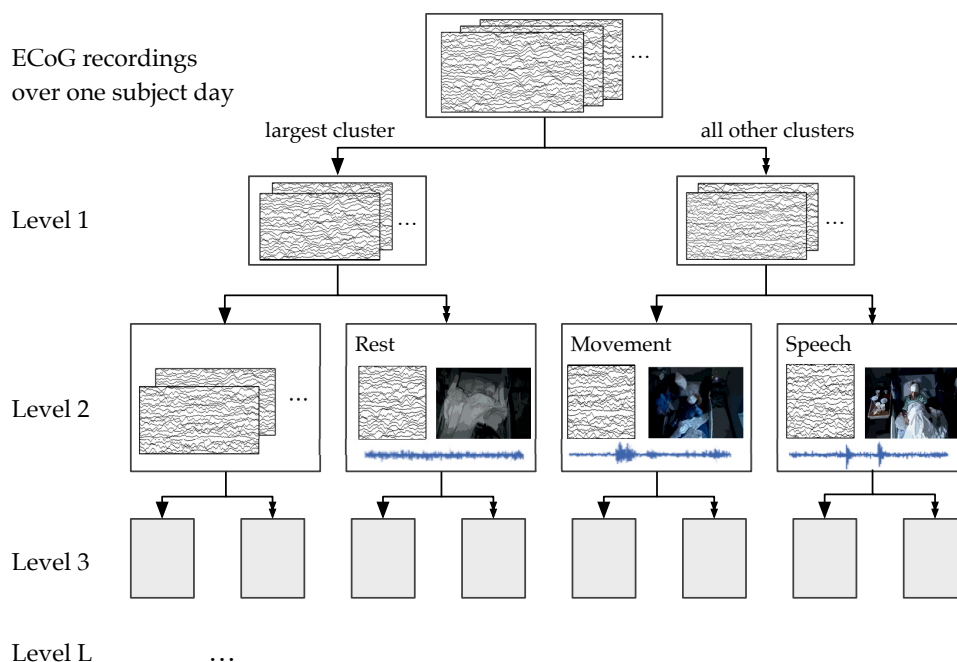 ECoG recordings
over one subject day
...
largest cluster
all other clusters
Level 1
...
...
Level 2
...
Rest
Movement
Speech
Level 3
Level L
...